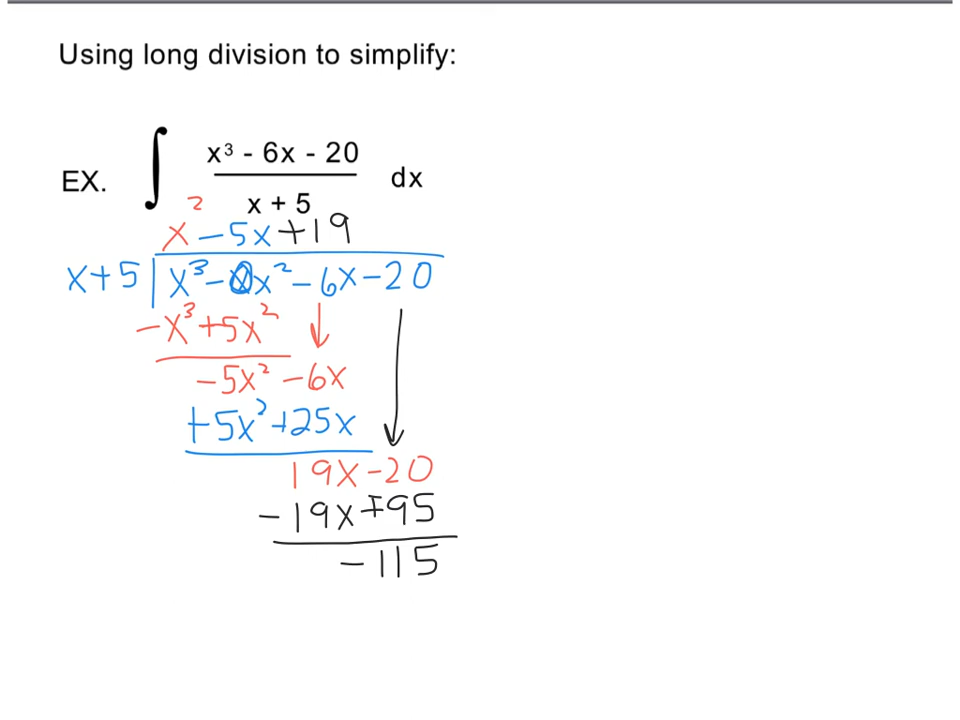 Using long division to simplify:
EX. ∫ x³ - 6x - 20 / x + 5 dx
x² - 5x + 19
x + 5 | x³ - 0x² - 6x - 20
- x³ + 5x²
- 5x² - 6x
+ 5x² + 25x
19x - 20
- 19x + 95
- 115